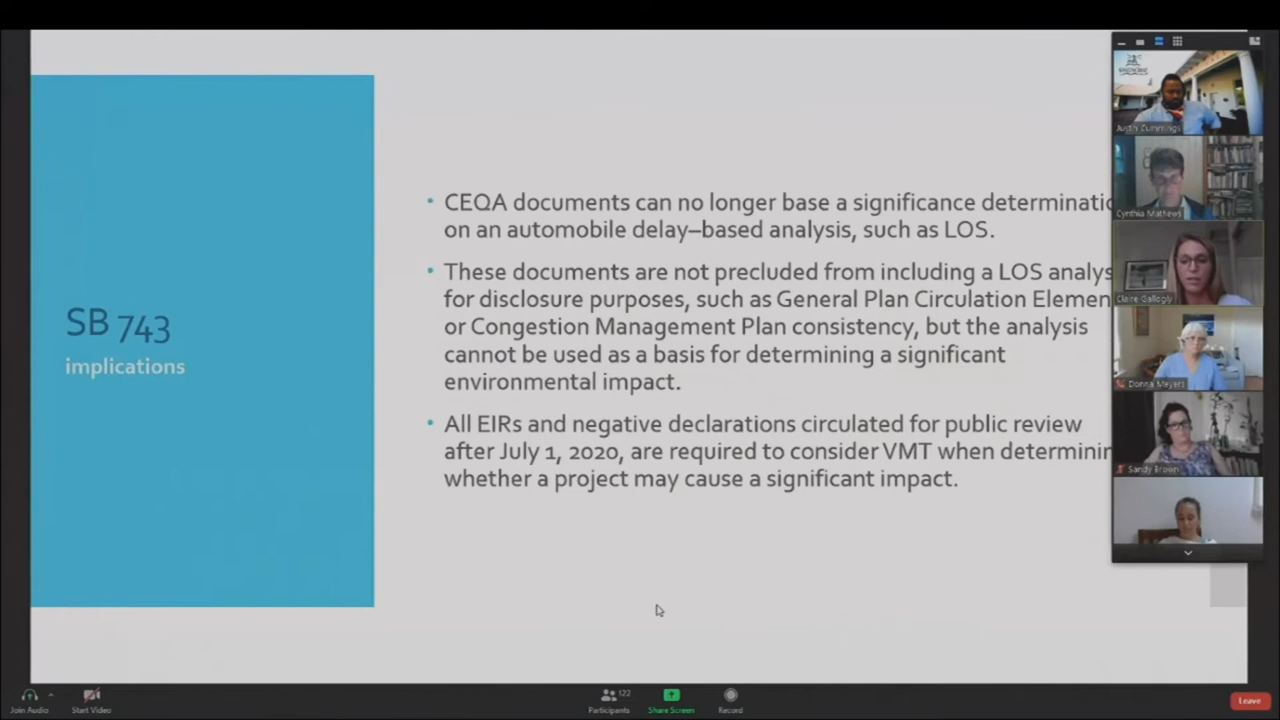 SB 743
implications
• CEQA documents can no longer base a significance determinatio
on an automobile delay–based analysis, such as LOS.
• These documents are not precluded from including a LOS analys
for disclosure purposes, such as General Plan Circulation Elemen
or Congestion Management Plan consistency, but the analysis
cannot be used as a basis for determining a significant
environmental impact.
• All EIRs and negative declarations circulated for public review
after July 1, 2020, are required to consider VMT when determinin
whether a project may cause a significant impact.
Justin Cummings
Cynthia Mathews
Claire Gallogly
Donna Meyers
Sandy Brown
Join Audio
Start Video
122
Participants
Share Screen
Record
Leave